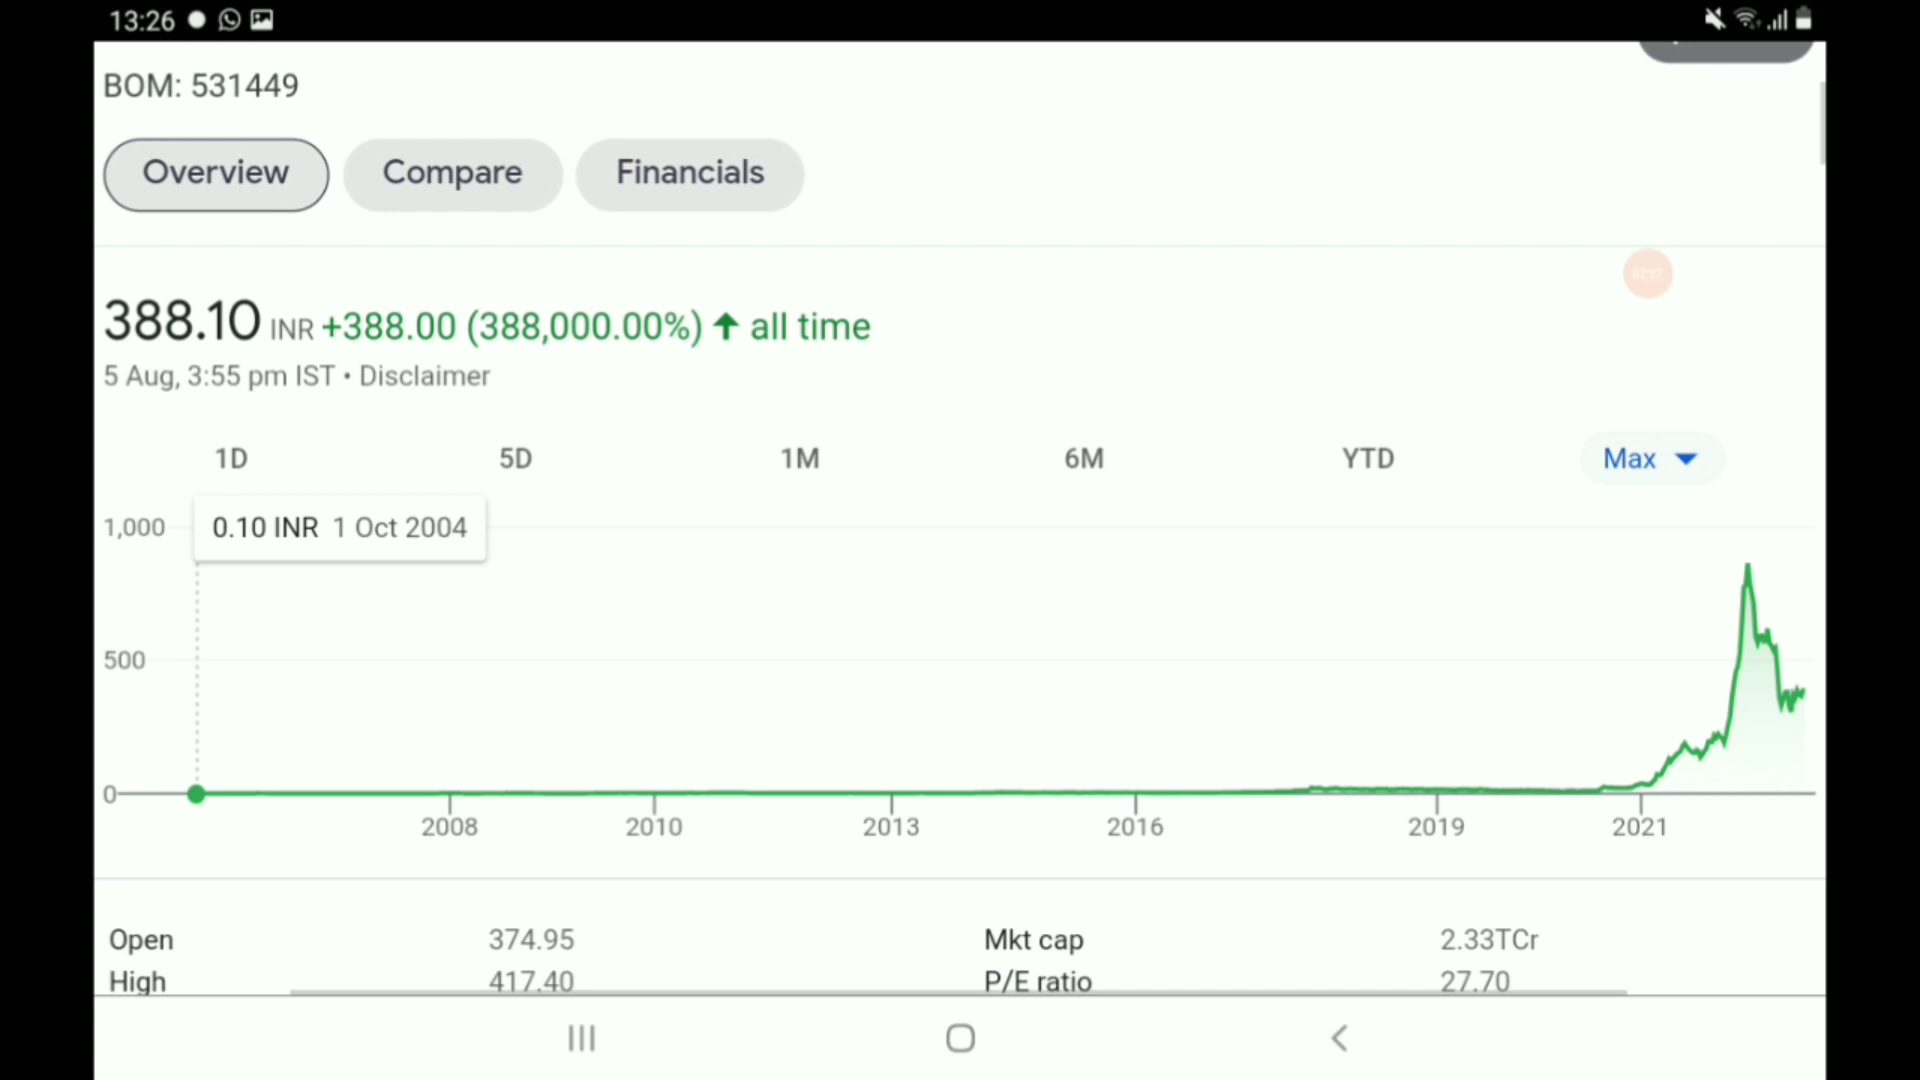 13:26
BOM: 531449
Overview Compare Financials
02:27
388.10 INR +388.00 (388,000.00%) all time
5 Aug, 3:55 pm IST • Disclaimer
1D 5D 1M 6M YTD Max
1,000
0.10 INR 1 Oct 2004
500
0
2008 2010 2013 2016 2019 2021
Open 374.95 Mkt cap 2.33TCr
High 417.40 P/E ratio 27.70